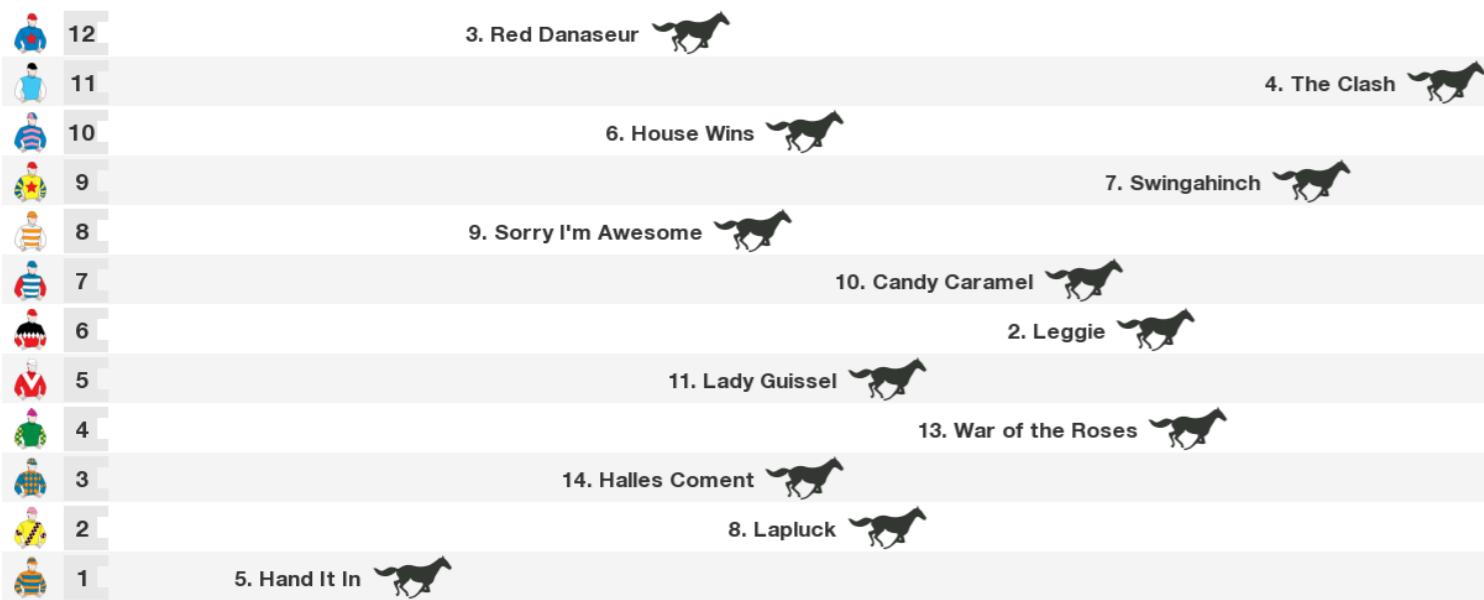 12 3. Red Danaseur
11 4. The Clash
10 6. House Wins
9 7. Swingahinch
8 9. Sorry I'm Awesome
7 10. Candy Caramel
6 2. Leggie
5 11. Lady Guissel
4 13. War of the Roses
3 14. Halles Coment
2 8. Lapluck
1 5. Hand It In